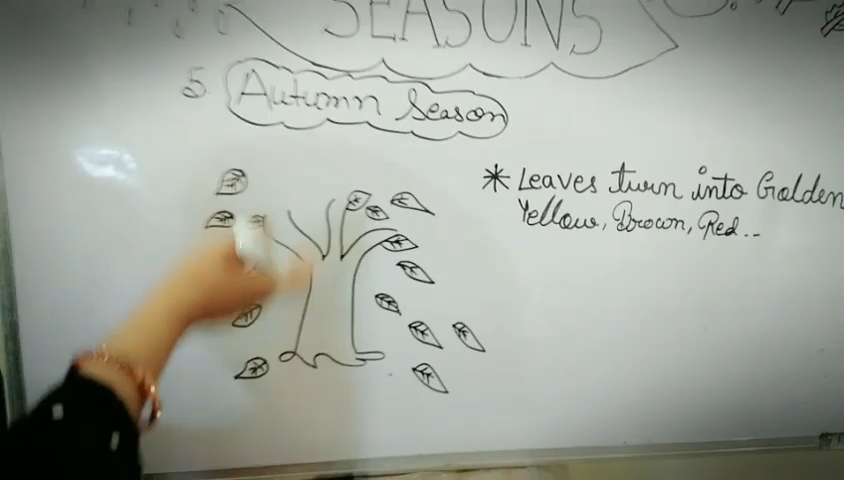 SEASONS
5. Autumn Season
* Leaves turn into Golden
Yellow, Brown, Red...